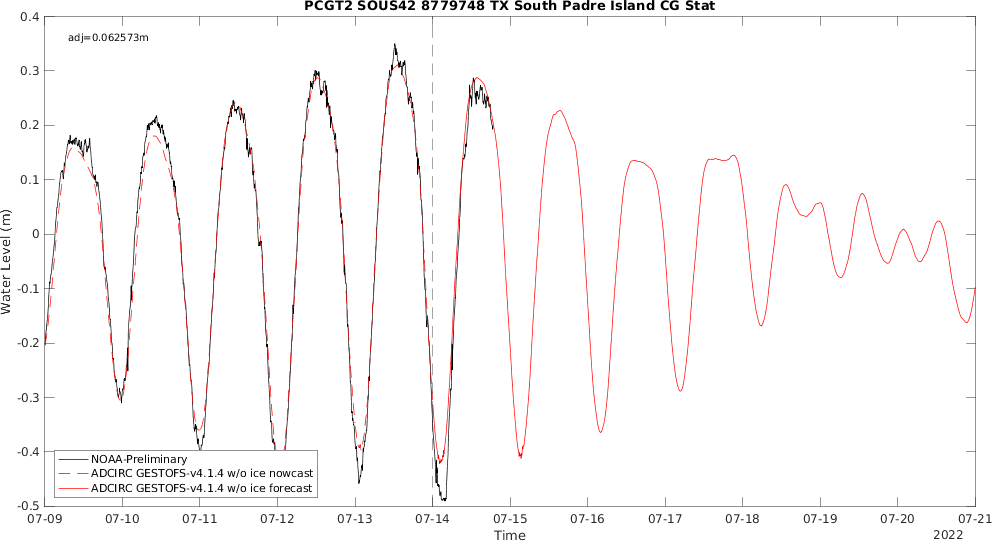 PCGT2 SOUS42 8779748 TX South Padre Island CG Stat
adj=0.062573m
0.4
0.3
0.2
0.1
0
-0.1
-0.2
-0.3
-0.4
-0.5
Water Level (m)
NOAA-Preliminary
ADCIRC GESTOFS-v4.1.4 w/o ice nowcast
ADCIRC GESTOFS-v4.1.4 w/o ice forecast
07-09 07-10 07-11 07-12 07-13 07-14 07-15 07-16 07-17 07-18 07-19 07-20 07-21
Time
2022